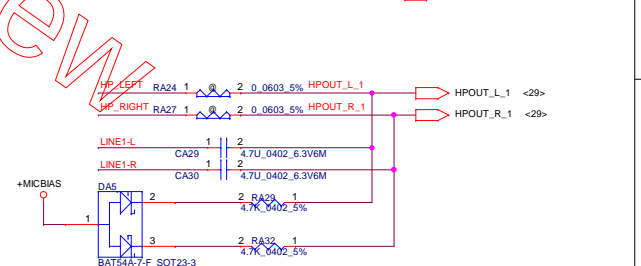 ew
HP_LEFT RA24 1 @ 2 0_0603_5% HPOUT_L_1 HPOUT_L_1 <29>
HP_RIGHT RA27 1 @ 2 0_0603_5% HPOUT_R_1 HPOUT_R_1 <29>
LINE1-L 1 2
CA29 4.7U_0402_6.3V6M
LINE1-R 1 2
CA30 4.7U_0402_6.3V6M
+MICBIAS DA5
2 2 RA29 1
4.7K_0402_5%
1
3 2 RA32 1
4.7K_0402_5%
BAT54A-7-F_SOT23-3